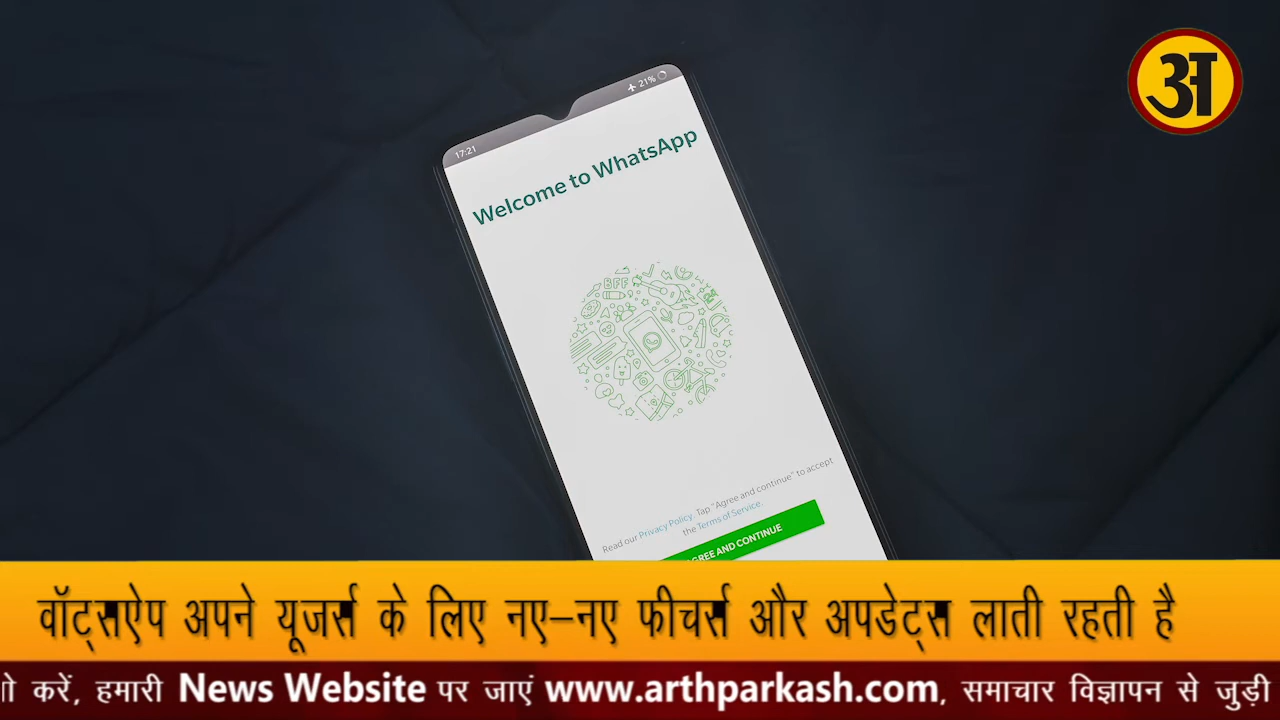 अ
17:21
21%
Welcome to WhatsApp
BFF
Read our Privacy Policy. Tap "Agree and continue" to accept
the Terms of Service.
AGREE AND CONTINUE
वॉट्सऐप अपने यूजर्स के लिए नए-नए फीचर्स और अपडेट्स लाती रहती है
करें, हमारी News Website पर जाएं www.arthparkash.com, समाचार विज्ञापन से जुड़ी